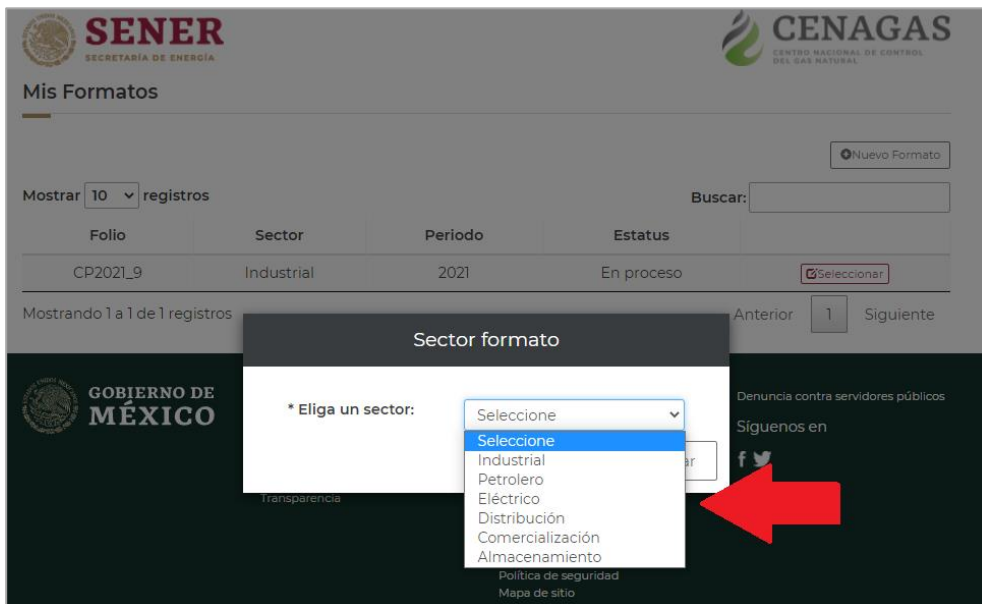 SENER
SECRETARÍA DE ENERGÍA
CENAGAS
CENTRO NACIONAL DE CONTROL
DEL GAS NATURAL
Mis Formatos
Nuevo Formato
Mostrar 10 registros
Buscar:
Folio Sector Periodo Estatus
CP2021_9 Industrial 2021 En proceso Seleccionar
Mostrando 1 a 1 de 1 registros
Anterior 1 Siguiente
Sector formato
* Eliga un sector:
Seleccione
Seleccione
Industrial
Petrolero
Eléctrico
Distribución
Comercialización
Almacenamiento
GOBIERNO DE
MÉXICO
Denuncia contra servidores públicos
Síguenos en
Transparencia
Política de seguridad
Mapa de sitio